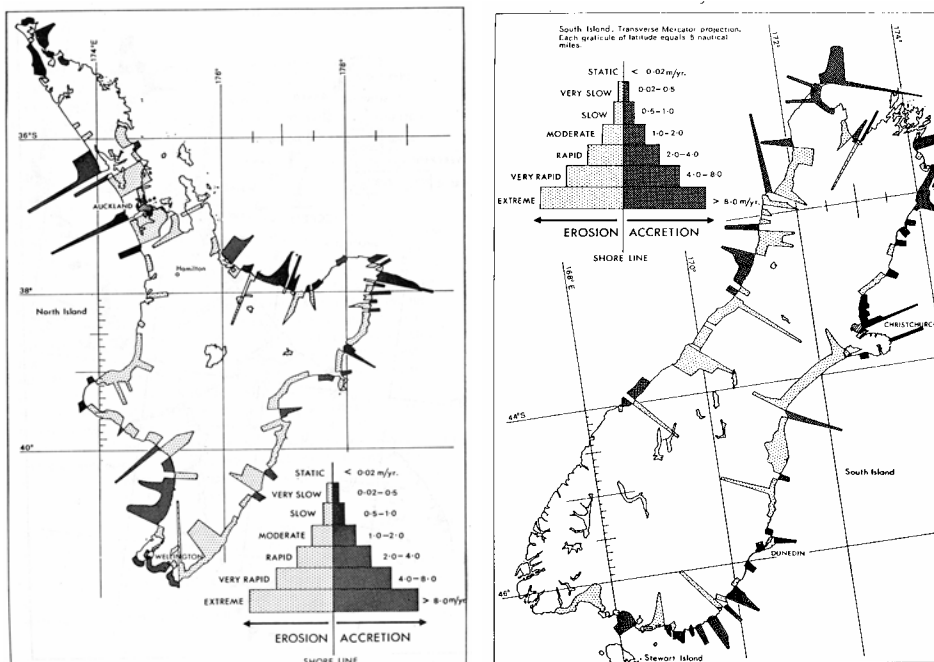 174°E
176°
178°
36°S
AUCKLAND
Hamilton
38°
North Island
40°
WELLINGTON
STATIC < 0·02 m/yr.
VERY SLOW 0·02–0·5
SLOW 0·5–1·0
MODERATE 1·0–2·0
RAPID 2·0–4·0
VERY RAPID 4·0–8·0
EXTREME > 8·0m/yr
EROSION ACCRETION
SHORE LINE
South Island, Transverse Mercator projection.
Each graticule of latitude equals 5 nautical
miles.
172°
174°
STATIC < 0·02m/yr.
VERY SLOW 0·02–0·5
SLOW 0·5–1·0
MODERATE 1·0–2·0
RAPID 2·0–4·0
VERY RAPID 4·0–8·0
EXTREME > 8·0 m/yr.
EROSION ACCRETION
SHORE LINE
168°E
170°
CHRISTCHURC
44°S
South Island
DUNEDIN
46°
Stewart Island